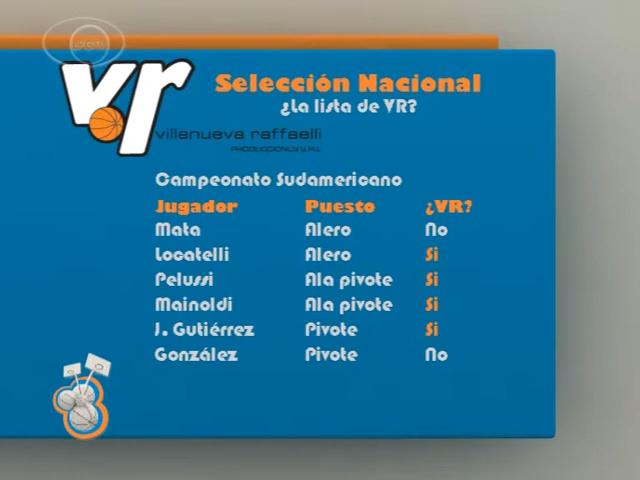 vr
Selección Nacional
¿La lista de VR?
villanueva raffaelli
Campeonato Sudamericano
Jugador Puesto ¿VR?
Mata Alero No
Locatelli Alero Si
Pelussi Ala pivote Si
Mainoldi Ala pivote Si
J. Gutiérrez Pivote Si
González Pivote No